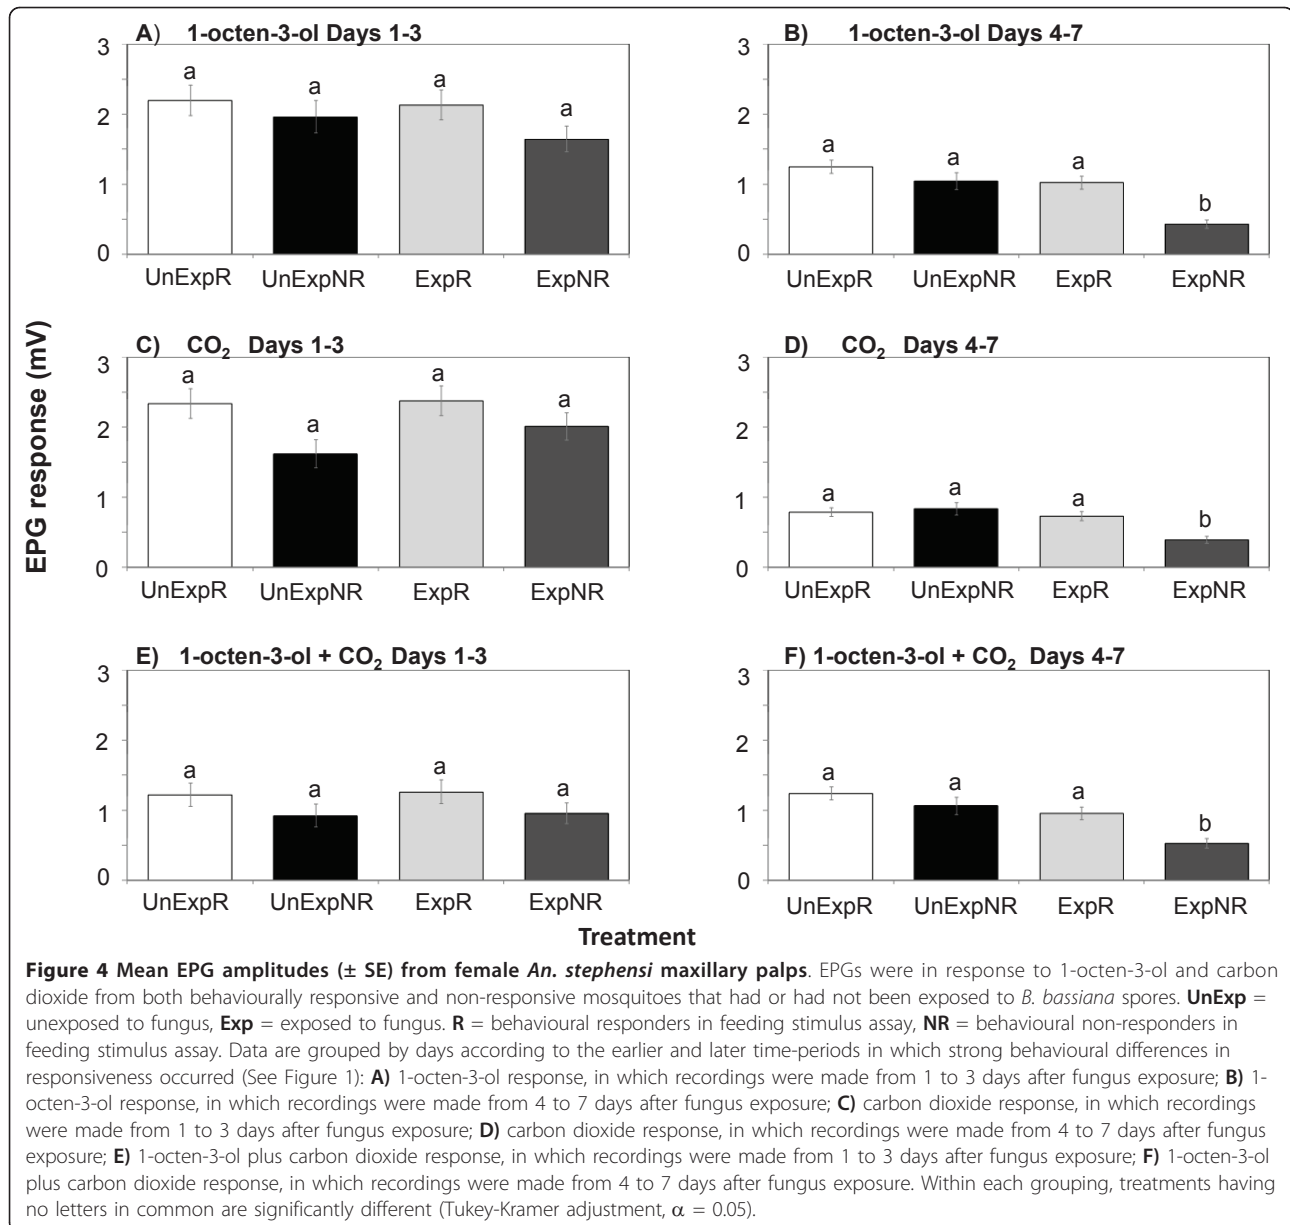 A) 1-octen-3-ol Days 1-3
3
2
1
0
a
a
a
a
UnExpR
UnExpNR
ExpR
ExpNR
B) 1-octen-3-ol Days 4-7
3
2
1
0
a
a
a
b
UnExpR
UnExpNR
ExpR
ExpNR
EPG response (mV)
C) CO₂ Days 1-3
3
2
1
0
a
a
a
a
UnExpR
UnExpNR
ExpR
ExpNR
D) CO₂ Days 4-7
3
2
1
0
a
a
a
b
UnExpR
UnExpNR
ExpR
ExpNR
E) 1-octen-3-ol + CO₂ Days 1-3
3
2
1
0
a
a
a
a
UnExpR
UnExpNR
ExpR
ExpNR
F) 1-octen-3-ol + CO₂ Days 4-7
3
2
1
0
a
a
a
b
UnExpR
UnExpNR
ExpR
ExpNR
Treatment
Figure 4 Mean EPG amplitudes (± SE) from female An. stephensi maxillary palps. EPGs were in response to 1-octen-3-ol and carbon
dioxide from both behaviourally responsive and non-responsive mosquitoes that had or had not been exposed to B. bassiana spores. UnExp =
unexposed to fungus, Exp = exposed to fungus. R = behavioural responders in feeding stimulus assay, NR = behavioural non-responders in
feeding stimulus assay. Data are grouped by days according to the earlier and later time-periods in which strong behavioural differences in
responsiveness occurred (See Figure 1): A) 1-octen-3-ol response, in which recordings were made from 1 to 3 days after fungus exposure; B) 1-
octen-3-ol response, in which recordings were made from 4 to 7 days after fungus exposure; C) carbon dioxide response, in which recordings
were made from 1 to 3 days after fungus exposure; D) carbon dioxide response, in which recordings were made from 4 to 7 days after fungus
exposure; E) 1-octen-3-ol plus carbon dioxide response, in which recordings were made from 1 to 3 days after fungus exposure; F) 1-octen-3-ol
plus carbon dioxide response, in which recordings were made from 4 to 7 days after fungus exposure. Within each grouping, treatments having
no letters in common are significantly different (Tukey-Kramer adjustment, α = 0.05).